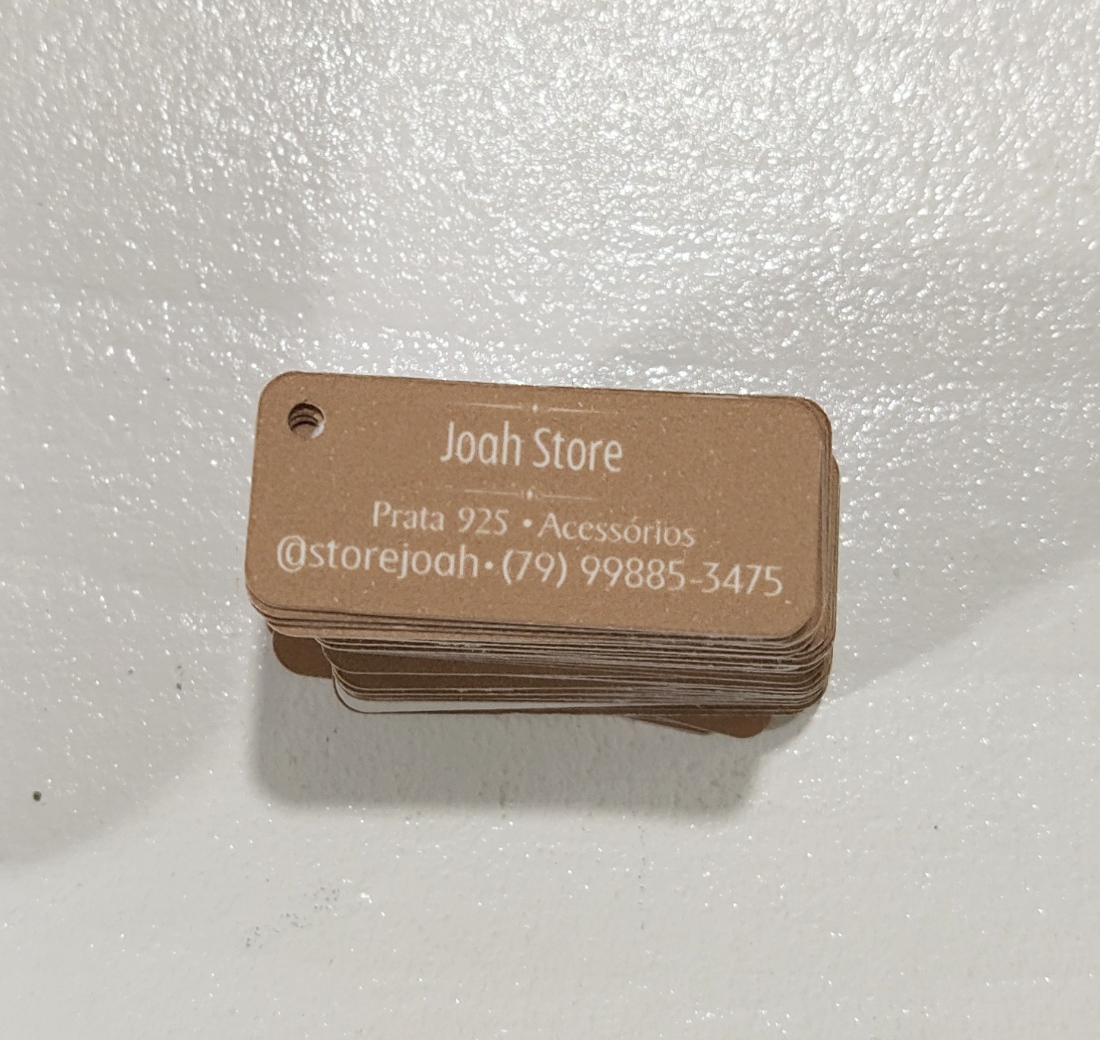 Joah Store
Prata 925 • Acessórios
@storejoah • (79) 99885-3475